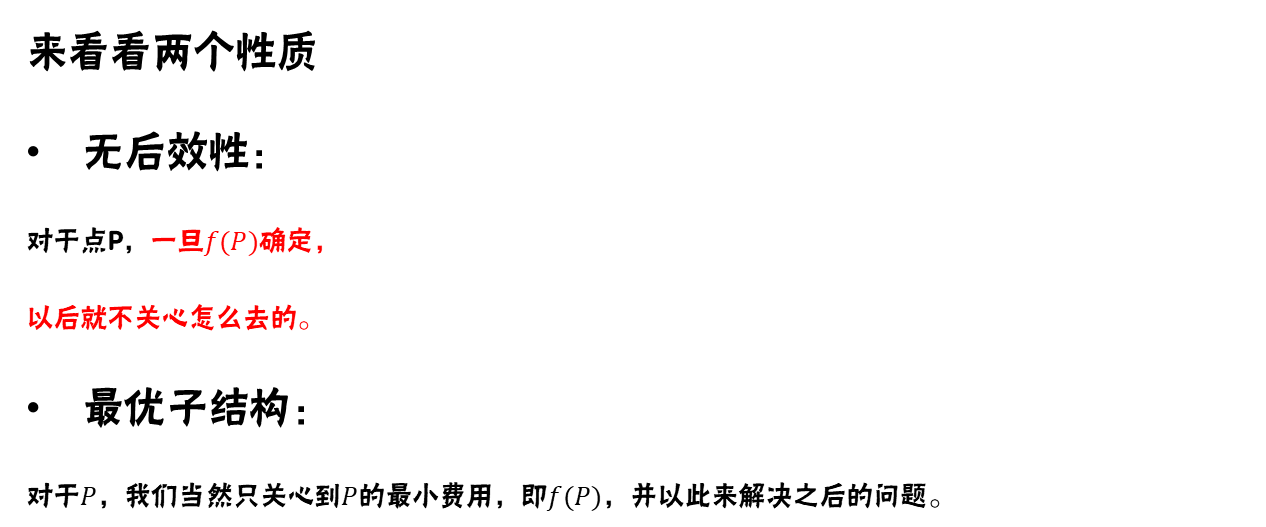 来看看两个性质
• 无后效性：
对于点P，一旦f(P)确定，
以后就不关心怎么去的。
• 最优子结构：
对于P，我们当然只关心到P的最小费用，即f(P)，并以此来解决之后的问题。